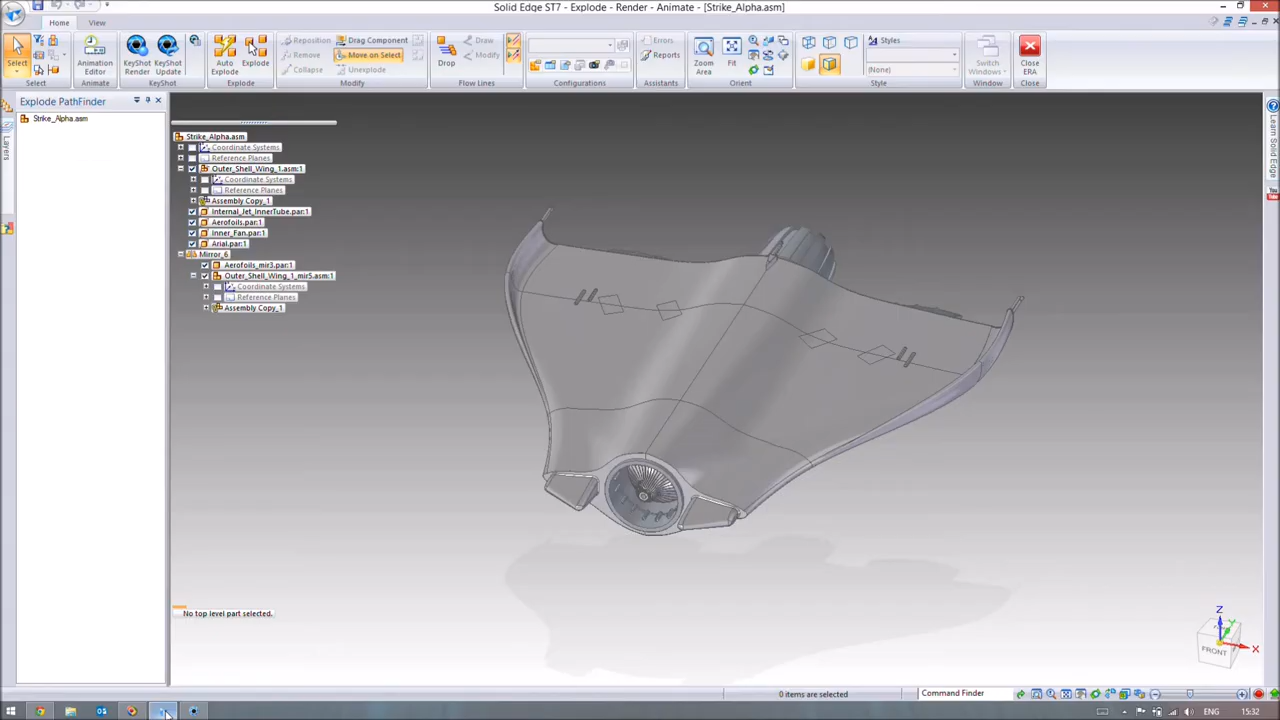 Solid Edge ST7 - Explode - Render - Animate - [Strike_Alpha.asm]
Home View
Select
Animation Editor
KeyShot Render
KeyShot Update
Auto Explode
Explode
Reposition
Remove
Collapse
Drag Component
Move on Select
Unexplode
Drop
Draw
Modify
Errors
Reports
Zoom Area
Fit
Styles
(None)
Switch Windows
Close ERA
Select Animate KeyShot Explode Modify Flow Lines Configurations Assistants Orient Style Window Close
Explode PathFinder
Strike_Alpha.asm
Layers
Strike_Alpha.asm
Coordinate Systems
Reference Planes
Outer_Shell_Wing_1.asm:1
Coordinate Systems
Reference Planes
Assembly Copy_1
Internal_Jet_InnerTube.par:1
Aerofoils.par:1
Inner_Fan.par:1
Arial.par:1
Mirror_6
Aerofoils_mir3.par:1
Outer_Shell_Wing_1_mir5.asm:1
Coordinate Systems
Reference Planes
Assembly Copy_1
Learn Solid Edge
No top level part selected.
Z
Y
X
FRONT
0 items are selected
Command Finder
ENG
15:32